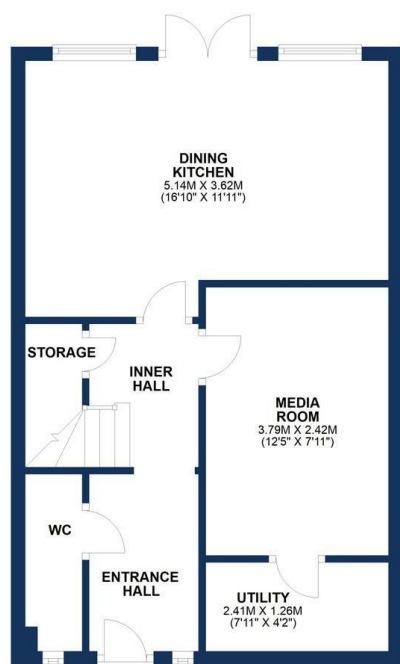 DINING
KITCHEN
5.14M X 3.62M
(16'10" X 11'11")
STORAGE
INNER
HALL
MEDIA
ROOM
3.79M X 2.42M
(12'5" X 7'11")
WC
ENTRANCE
HALL
UTILITY
2.41M X 1.26M
(7'11" X 4'2")